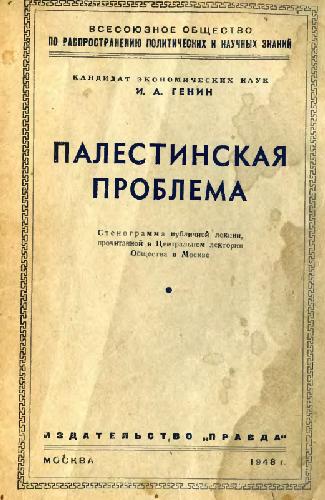 ВСЕСОЮЗНОЕ ОБЩЕСТВО
ПО РАСПРОСТРАНЕНИЮ ПОЛИТИЧЕСКИХ И НАУЧНЫХ ЗНАНИЙ
КАНДИДАТ ЭКОНОМИЧЕСКИХ НАУК
И. А. ГЕНИН
ПАЛЕСТИНСКАЯ
ПРОБЛЕМА
Стенограмма публичной лекции,
прочитанной в Центральном лектории
Общества в Москве
ИЗДАТЕЛЬСТВО „ПРАВДА“
МОСКВА 1948 г.